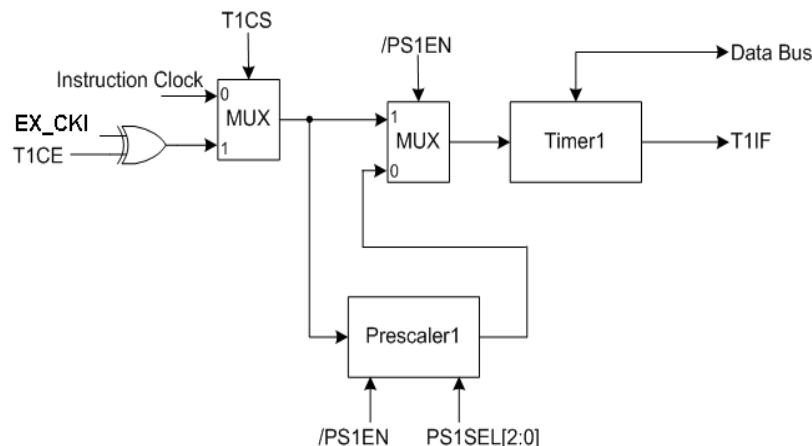 T1CS
/PS1EN
Data Bus
Instruction Clock
0
MUX
1
MUX
Timer1
T1IF
EX_CKI
T1CE
1
0
Prescaler1
/PS1EN
PS1SEL[2:0]